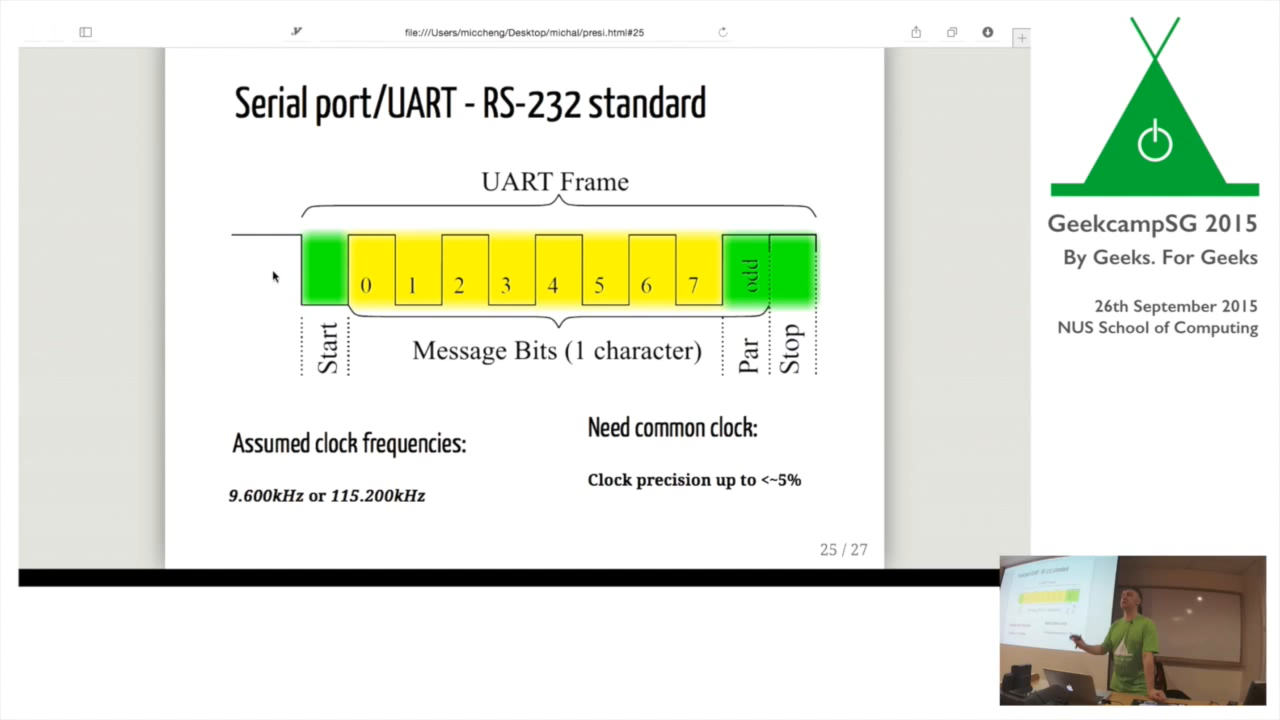 file:///Users/miccheng/Desktop/michal/presi.html#25
Serial port/UART - RS-232 standard
UART Frame
0 1 2 3 4 5 6 7 odd
Start
Message Bits (1 character)
Par
Stop
Assumed clock frequencies:
9.600kHz or 115.200kHz
Need common clock:
Clock precision up to <~5%
25 / 27
GeekcampSG 2015
By Geeks. For Geeks
26th September 2015
NUS School of Computing